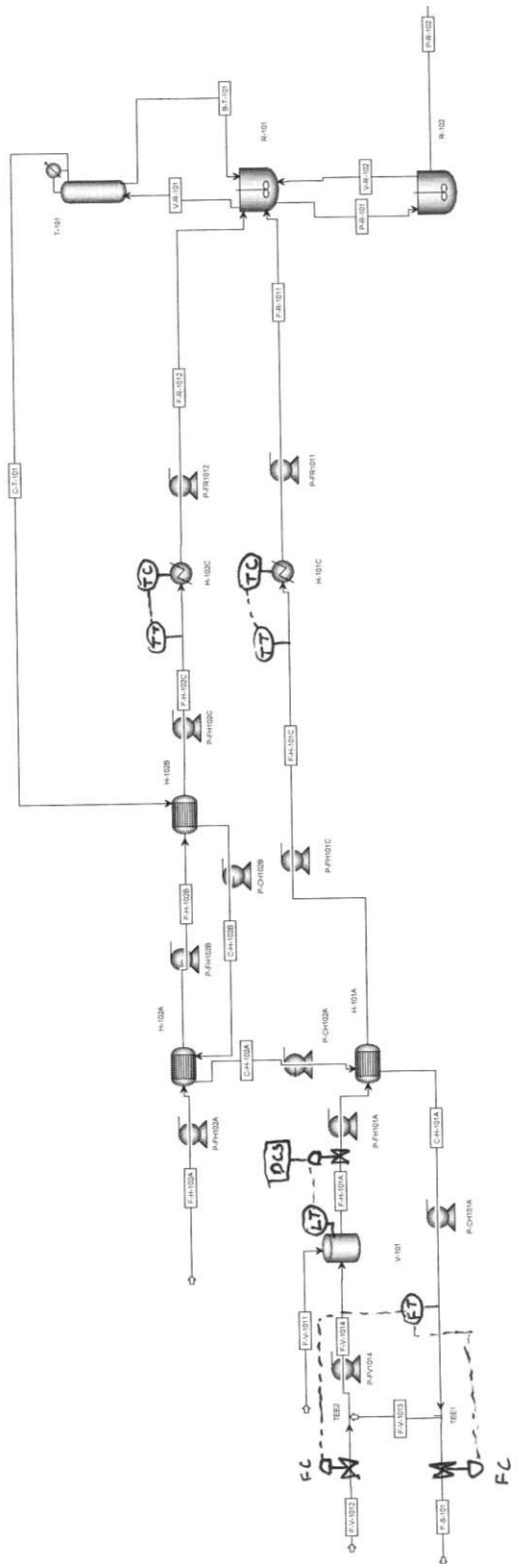 P-R-102
R-102
B-T-101
R-101
T-101
V-R-101
V-R-102
P-R-101
C-T-101
F-R-1012
F-R-1011
P-FR1012
P-FR1011
TC
H-102C
TC
H-101C
TT
TT
F-H-102C
P-FH102C
F-H-101C
P-FH101C
H-102B
F-H-102B
P-CH102B
P-FH102B
C-H-102B
H-102A
H-101A
P-CH102A
C-H-102A
P-FH102A
F-H-102A
P-FH101A
DCS
F-H-101A
LT
V-101
C-H-101A
P-CH101A
F-V-1011
F-V-1014
P-FV1014
FT
TEE2
F-V-1013
TEE1
FC
FC
F-V-1012
F-S-101